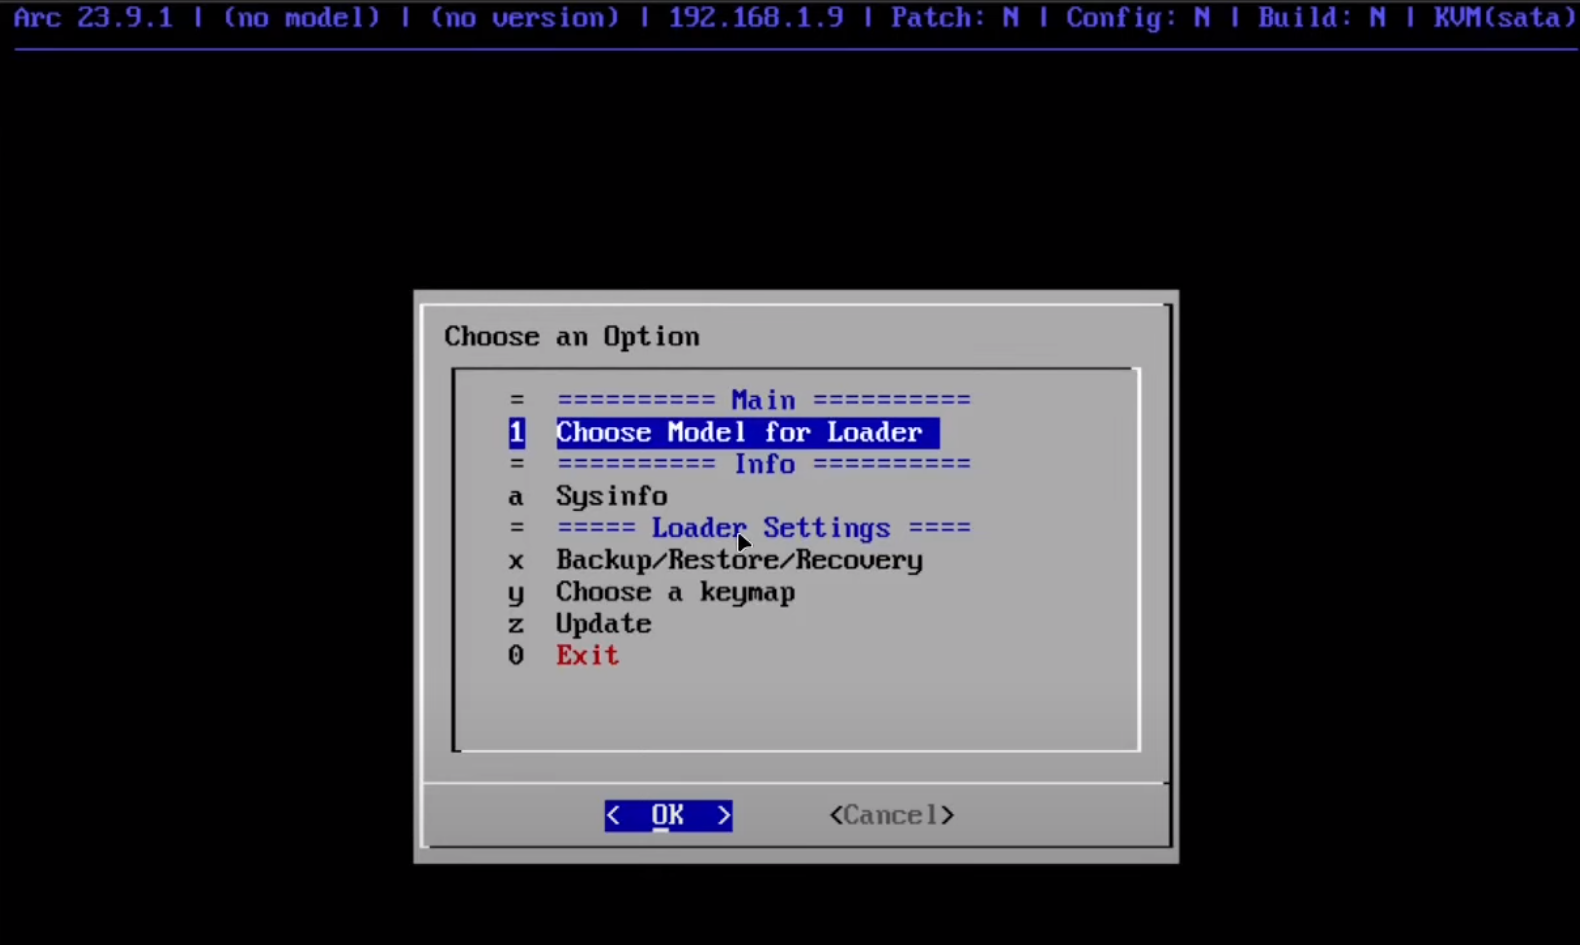 Arc 23.9.1 | (no model) | (no version) | 192.168.1.9 | Patch: N | Config: N | Build: N | KVM(sata)
Choose an Option
= ========== Main ==========
1 Choose Model for Loader
= ========== Info ==========
a Sysinfo
= ===== Loader Settings ====
x Backup/Restore/Recovery
y Choose a keymap
z Update
0 Exit
< OK > <Cancel>